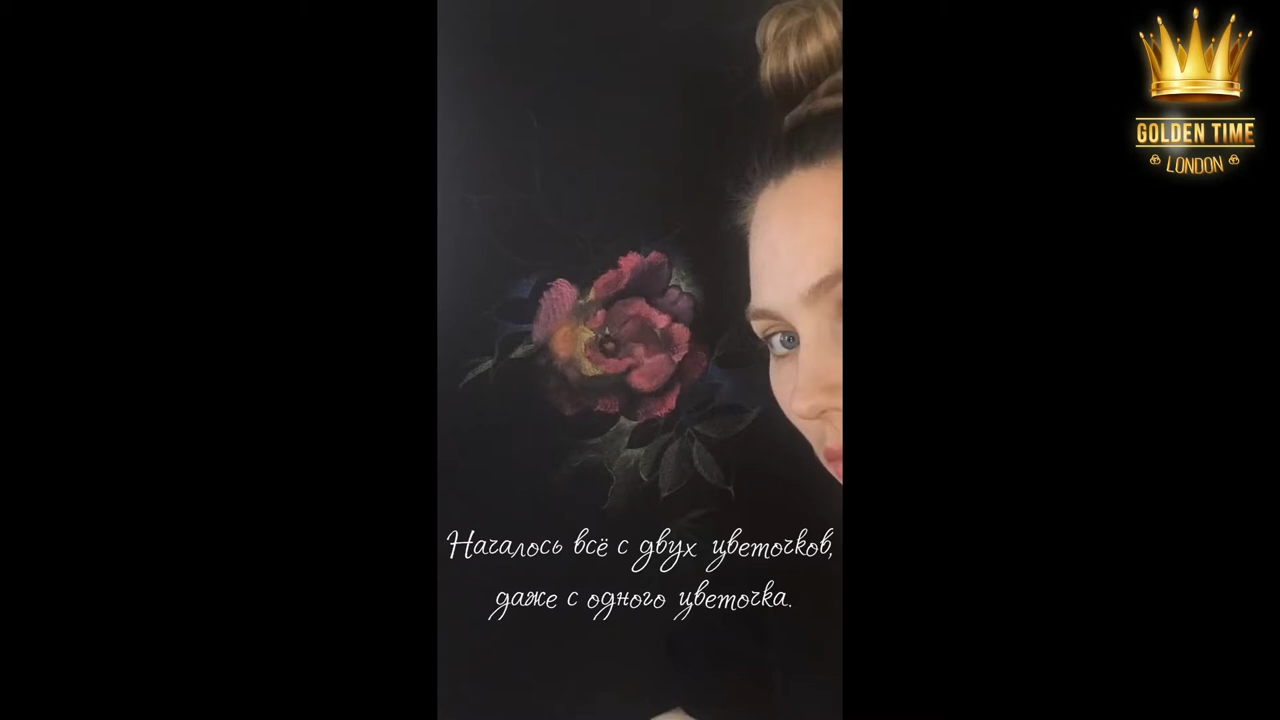 GOLDEN TIME
LONDON
Началось всё с двух цветочков,
даже с одного цветочка.